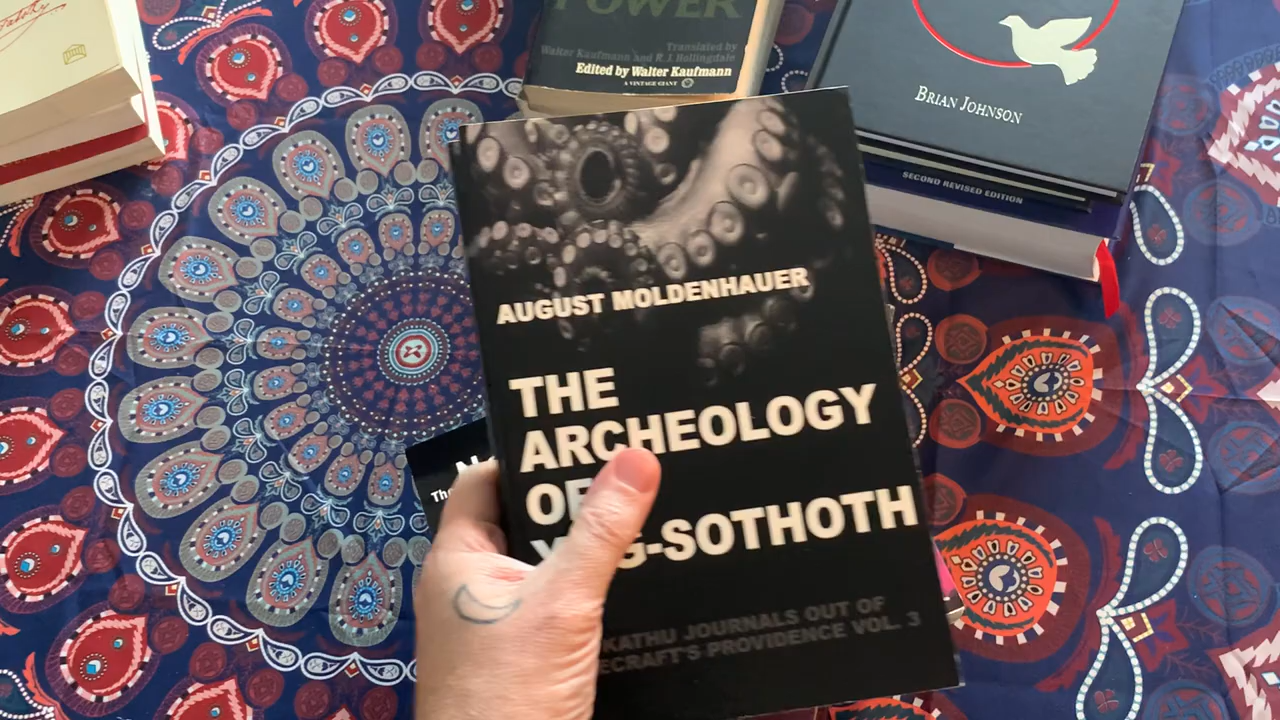 POWER
Translated by
Walter Kaufmann and R. J. Hollingdale
Edited by Walter Kaufmann
A VINTAGE GIANT
BRIAN JOHNSON
SECOND REVISED EDITION
AUGUST MOLDENHAUER
THE
ARCHEOLOGY
OF
-SOTHOTH
JOURNALS OUT OF
PROVIDENCE VOL. 3